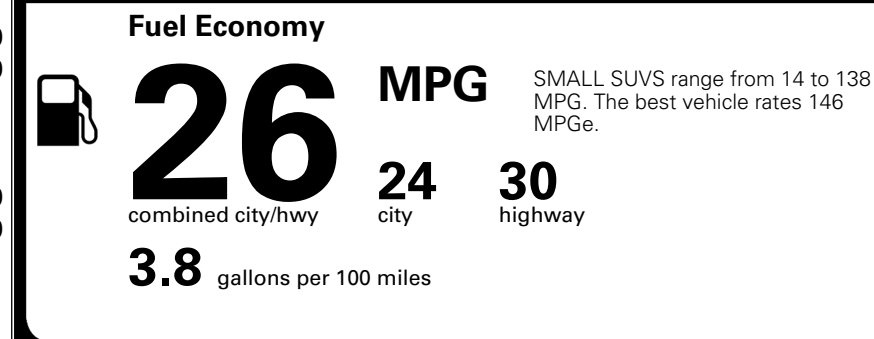 Fuel Economy
26
MPG
SMALL SUVS range from 14 to 138
MPG. The best vehicle rates 146
MPGe.
combined city/hwy
24
city
30
highway
3.8 gallons per 100 miles